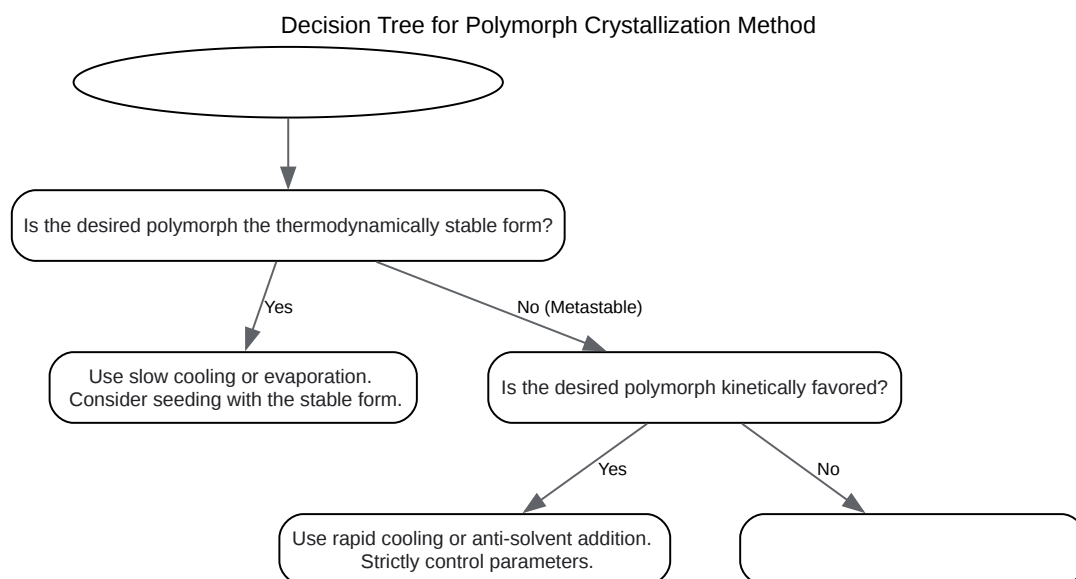 Decision Tree for Polymorph Crystallization Method
Is the desired polymorph the thermodynamically stable form?
Yes
No (Metastable)
Use slow cooling or evaporation.
Consider seeding with the stable form.
Is the desired polymorph kinetically favored?
Yes
No
Use rapid cooling or anti-solvent addition.
Strictly control parameters.